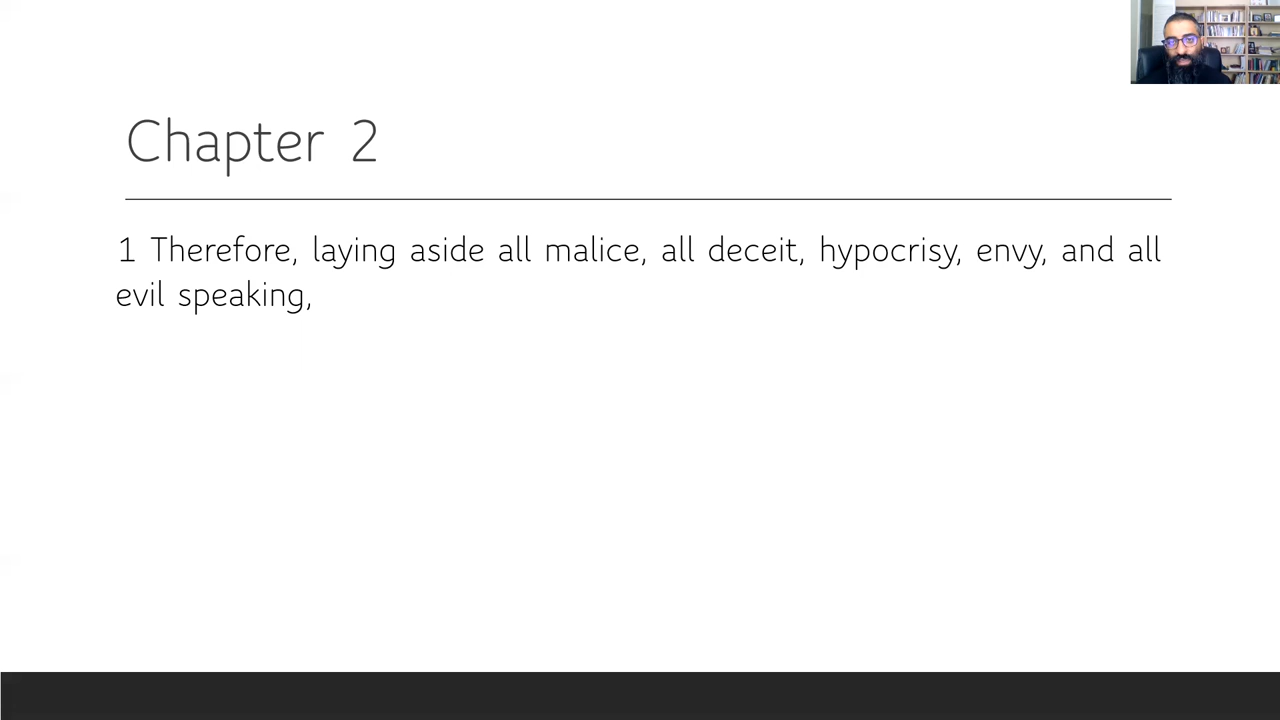 Chapter 2
1 Therefore, laying aside all malice, all deceit, hypocrisy, envy, and all
evil speaking,